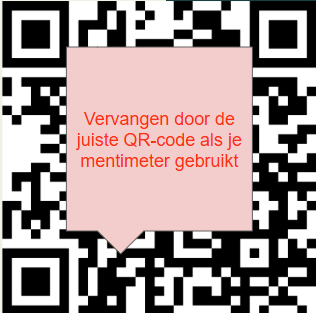 Vervangen door de
juiste QR-code als je
mentimeter gebruikt